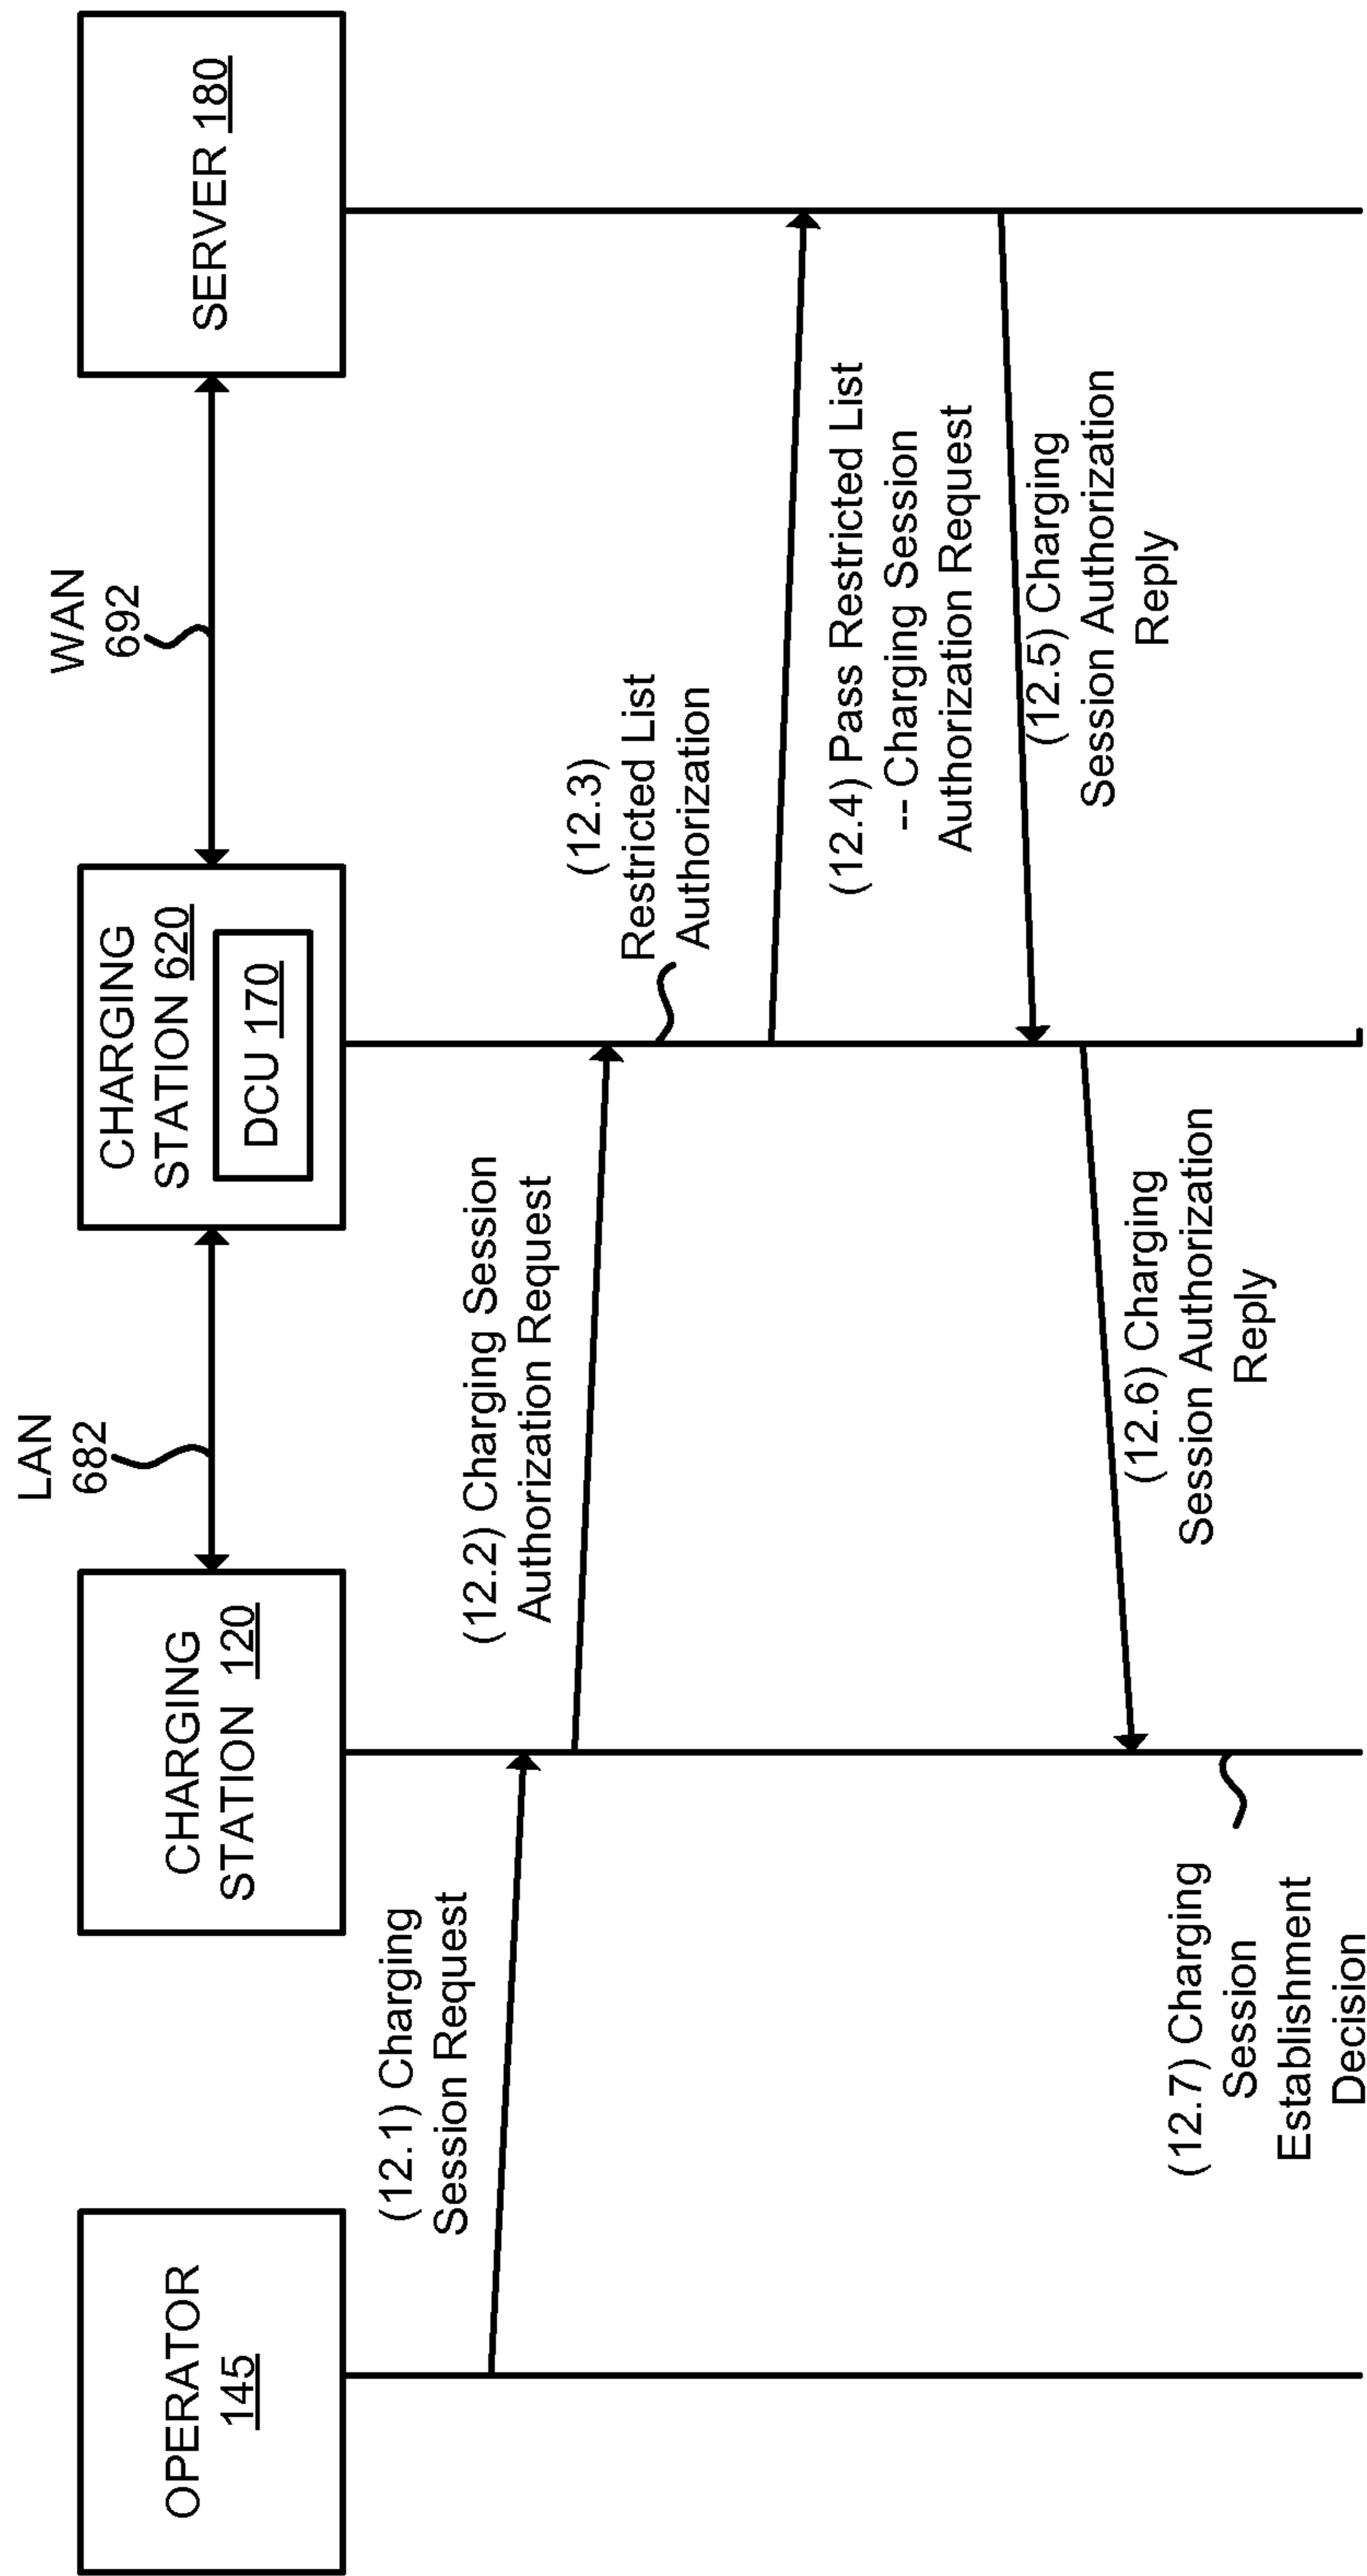 OPERATOR
145
CHARGING
STATION 120
LAN
682
CHARGING
STATION 620
DCU 170
WAN
692
SERVER 180
(12.1) Charging
Session Request
(12.2) Charging Session
Authorization Request
(12.3)
Restricted List
Authorization
(12.4) Pass Restricted List
-- Charging Session
Authorization Request
(12.5) Charging
Session Authorization
Reply
(12.6) Charging
Session Authorization
Reply
(12.7) Charging
Session
Establishment
Decision